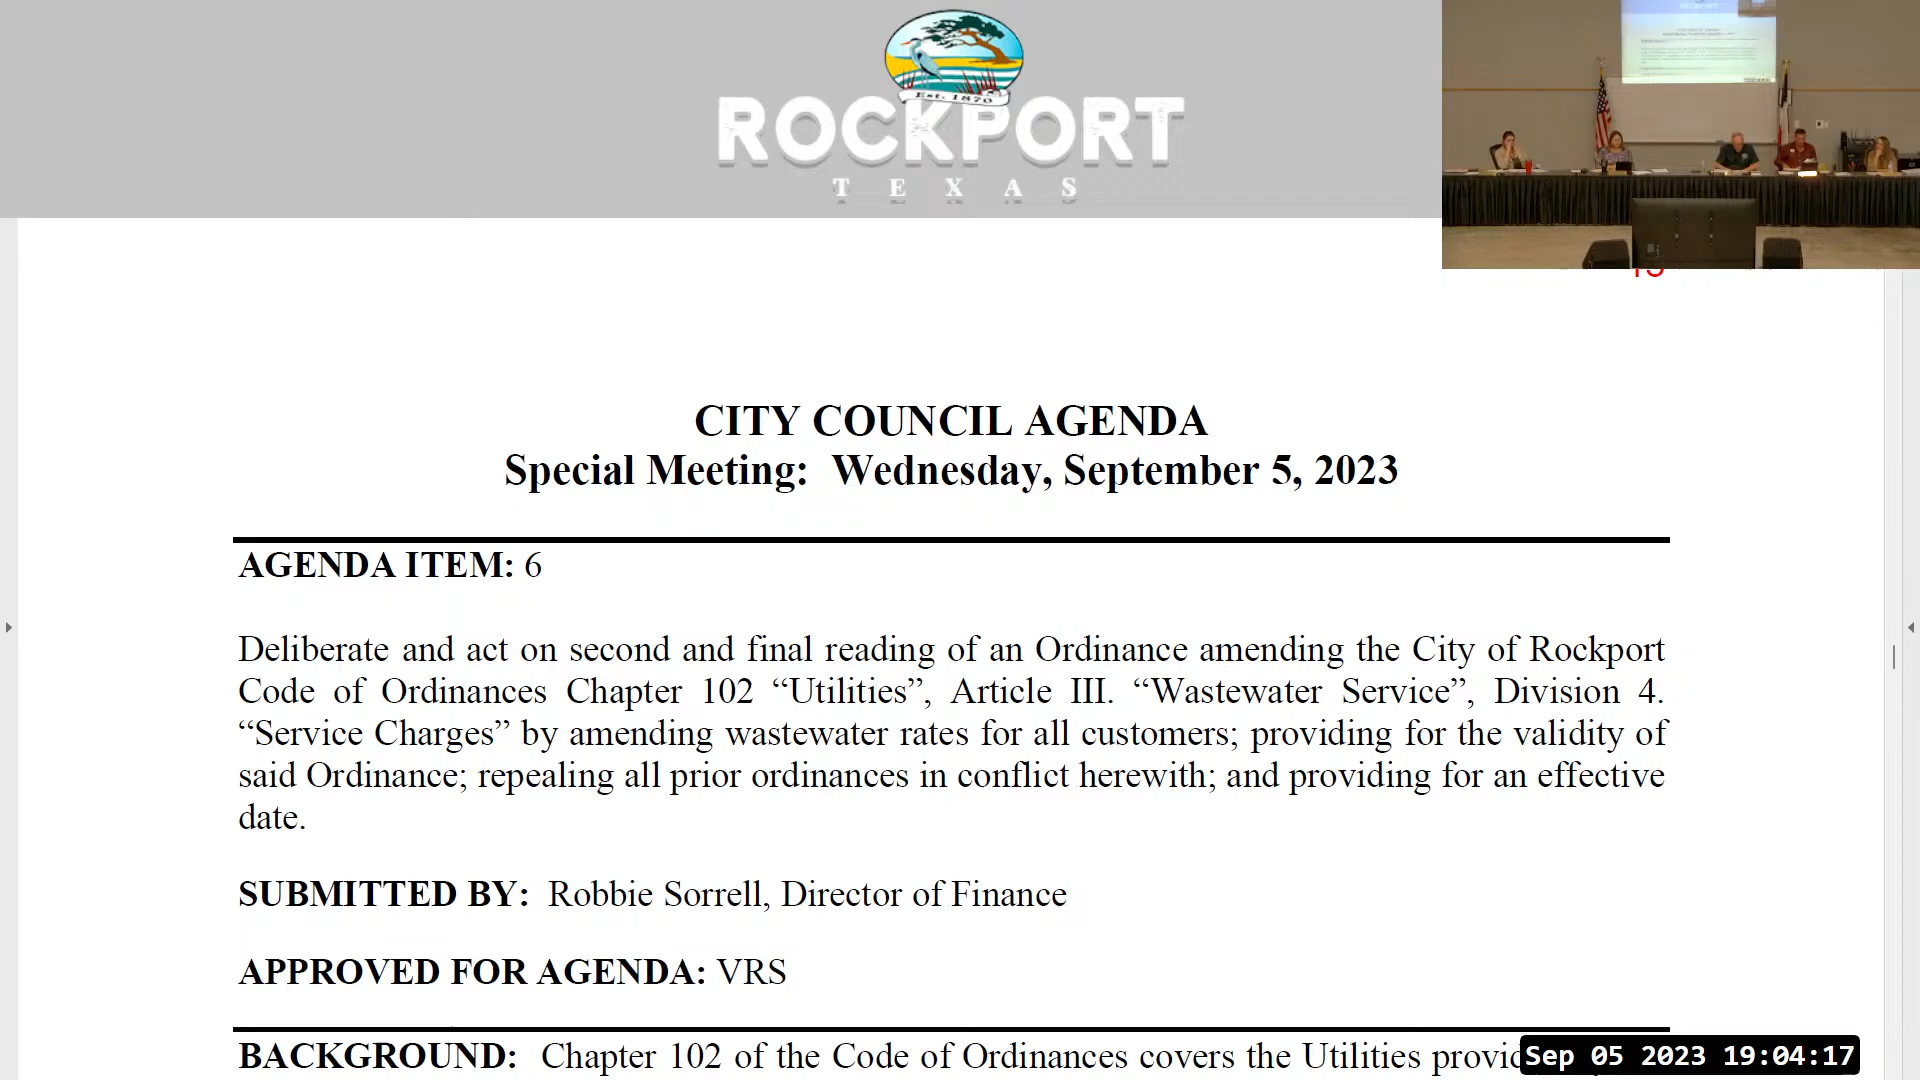 Est. 1870
ROCKPORT
TEXAS
CITY COUNCIL AGENDA
Special Meeting: Wednesday, September 5, 2023
AGENDA ITEM: 6
Deliberate and act on second and final reading of an Ordinance amending the City of Rockport
Code of Ordinances Chapter 102 “Utilities”, Article III. “Wastewater Service”, Division 4.
“Service Charges” by amending wastewater rates for all customers; providing for the validity of
said Ordinance; repealing all prior ordinances in conflict herewith; and providing for an effective
date.
SUBMITTED BY: Robbie Sorrell, Director of Finance
APPROVED FOR AGENDA: VRS
BACKGROUND: Chapter 102 of the Code of Ordinances covers the Utilities
Sep 05 2023 19:04:17